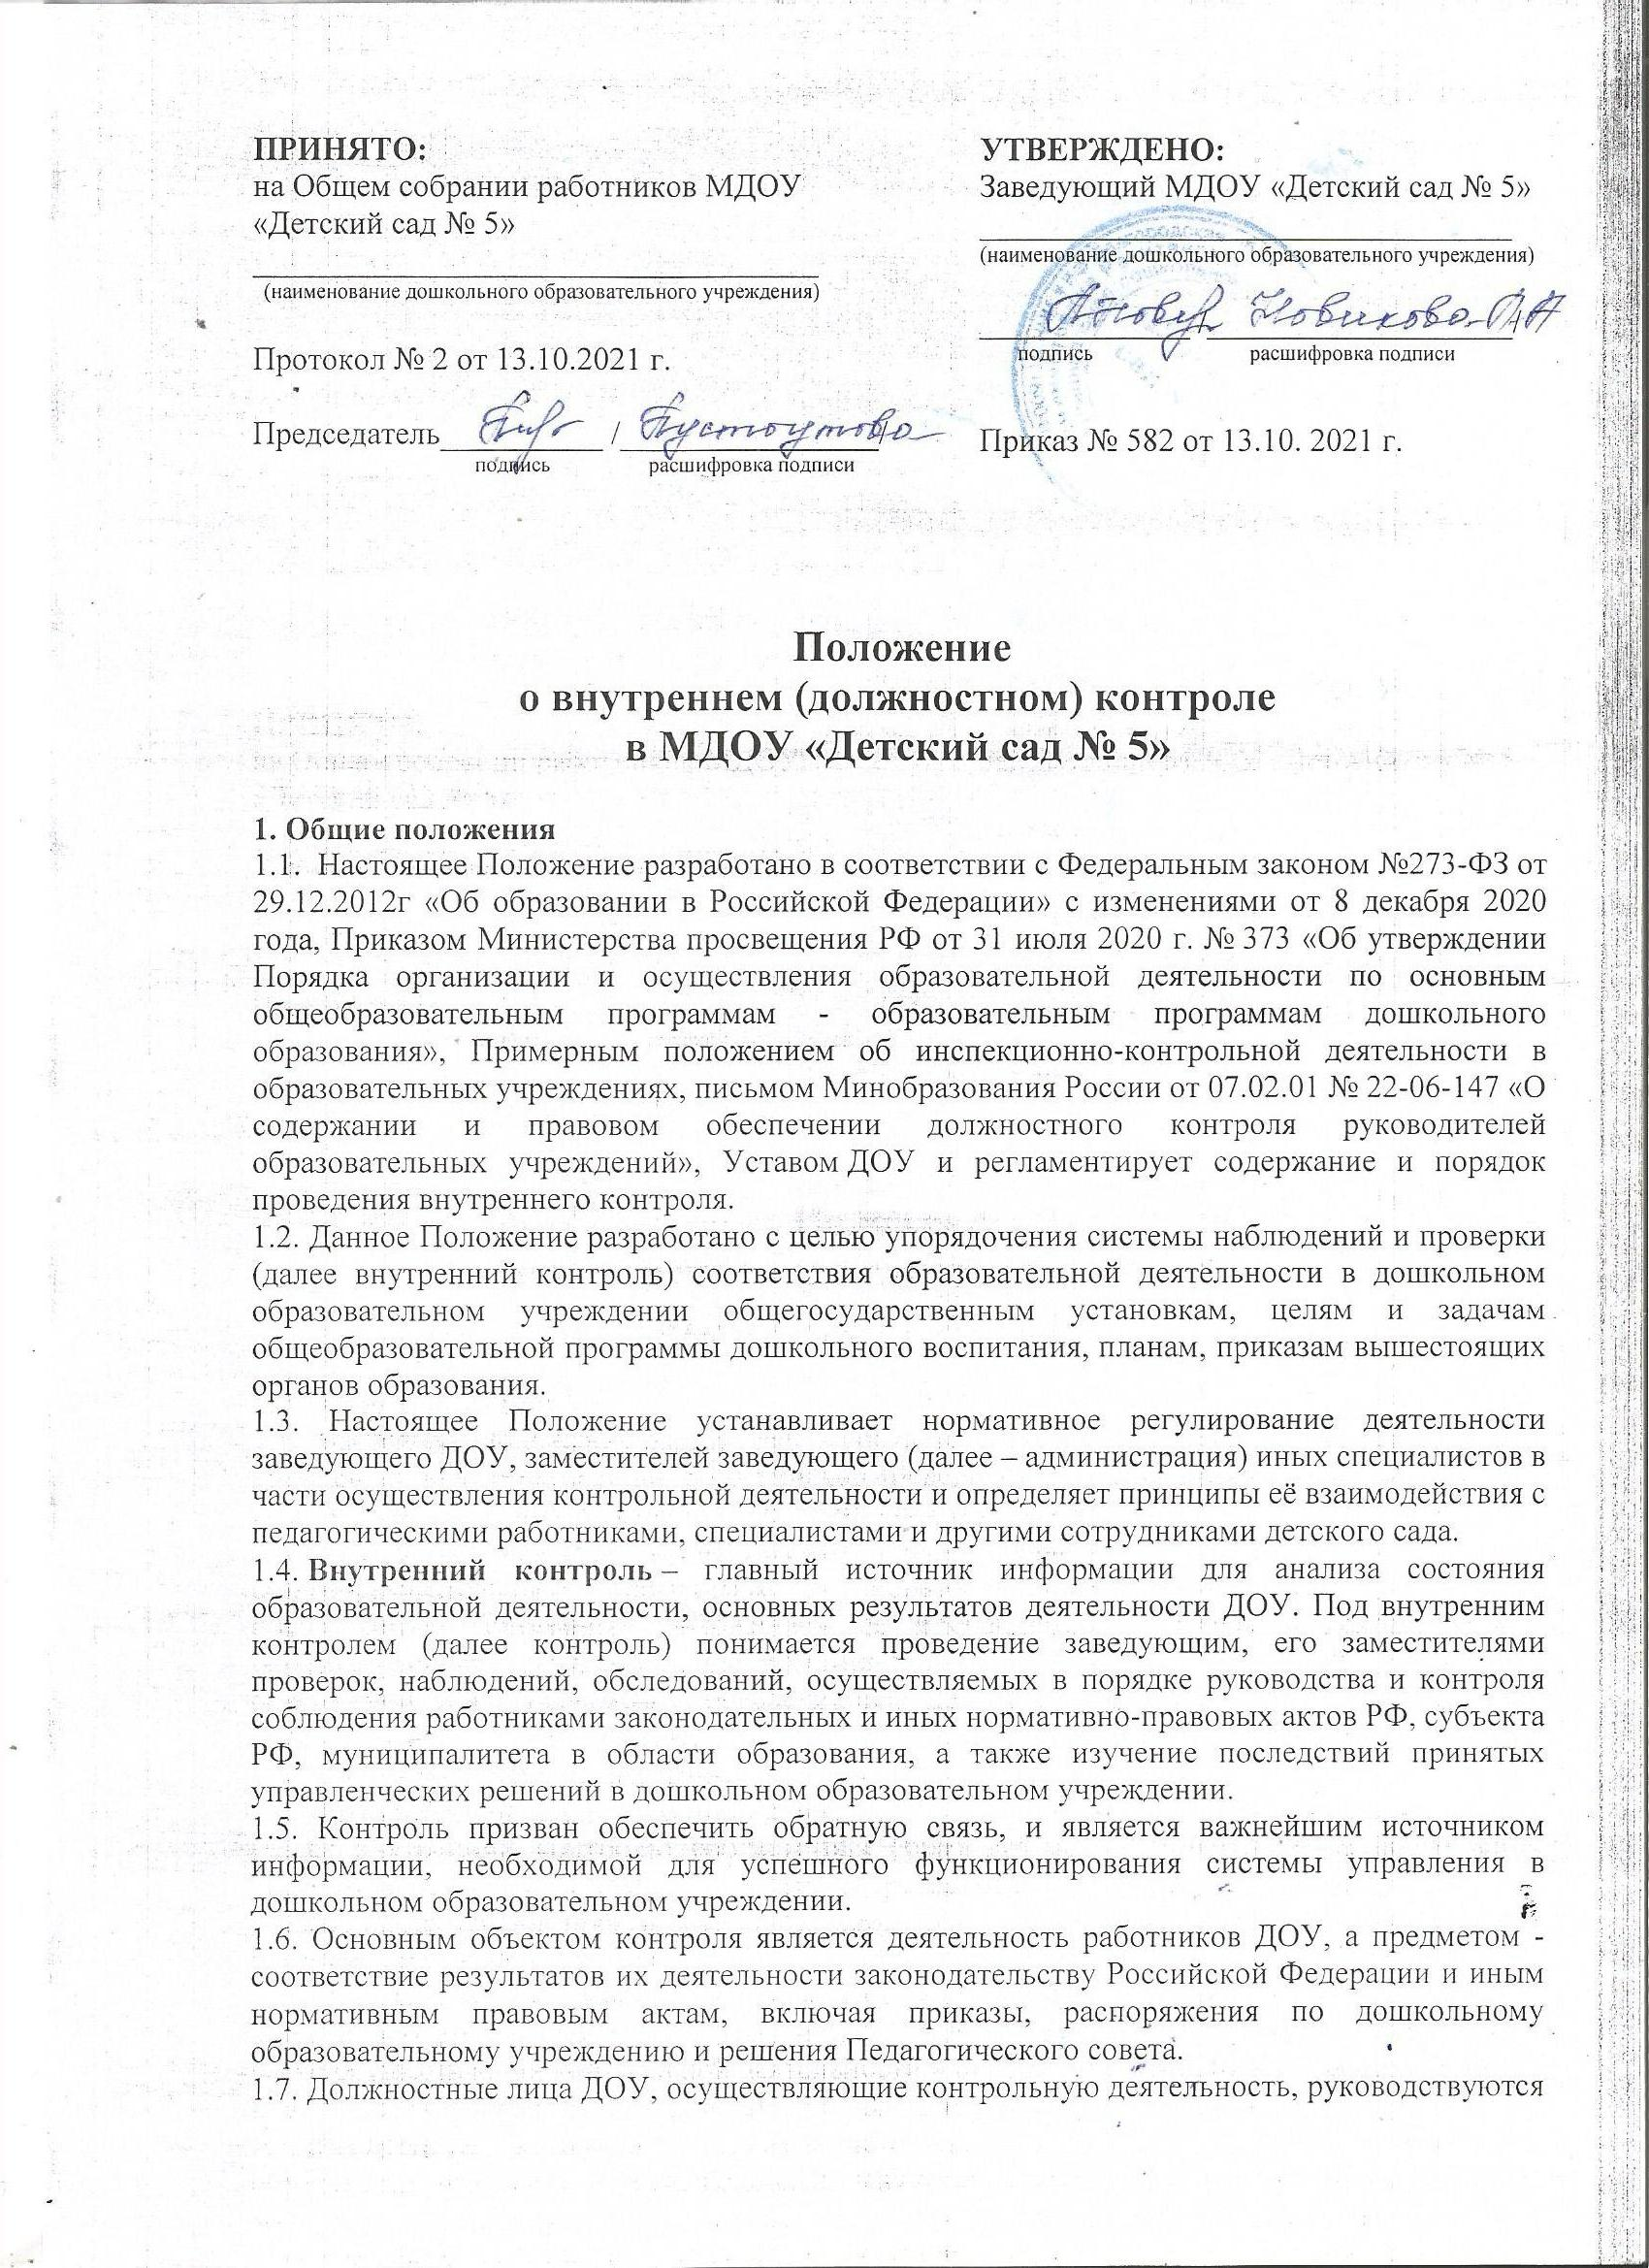 ПРИНЯТО:
на Общем собрании работников МДОУ
«Детский сад № 5»
(наименование дошкольного образовательного учреждения)
Протокол № 2 от 13.10.2021 г.
Председатель / Пустоутова
подпись расшифровка подписи
УТВЕРЖДЕНО:
Заведующий МДОУ «Детский сад № 5»
(наименование дошкольного образовательного учреждения)
Новикова
подпись расшифровка подписи
Приказ № 582 от 13.10. 2021 г.
Положение
о внутреннем (должностном) контроле
в МДОУ «Детский сад № 5»
1. Общие положения
1.1. Настоящее Положение разработано в соответствии с Федеральным законом №273-ФЗ от
29.12.2012г «Об образовании в Российской Федерации» с изменениями от 8 декабря 2020
года, Приказом Министерства просвещения РФ от 31 июля 2020 г. № 373 «Об утверждении
Порядка организации и осуществления образовательной деятельности по основным
общеобразовательным программам - образовательным программам дошкольного
образования», Примерным положением об инспекционно-контрольной деятельности в
образовательных учреждениях, письмом Минобразования России от 07.02.01 № 22-06-147 «О
содержании и правовом обеспечении должностного контроля руководителей
образовательных учреждений», Уставом ДОУ и регламентирует содержание и порядок
проведения внутреннего контроля.
1.2. Данное Положение разработано с целью упорядочения системы наблюдений и проверки
(далее внутренний контроль) соответствия образовательной деятельности в дошкольном
образовательном учреждении общегосударственным установкам, целям и задачам
общеобразовательной программы дошкольного воспитания, планам, приказам вышестоящих
органов образования.
1.3. Настоящее Положение устанавливает нормативное регулирование деятельности
заведующего ДОУ, заместителей заведующего (далее – администрация) иных специалистов в
части осуществления контрольной деятельности и определяет принципы её взаимодействия с
педагогическими работниками, специалистами и другими сотрудниками детского сада.
1.4. Внутренний контроль – главный источник информации для анализа состояния
образовательной деятельности, основных результатов деятельности ДОУ. Под внутренним
контролем (далее контроль) понимается проведение заведующим, его заместителями
проверок, наблюдений, обследований, осуществляемых в порядке руководства и контроля
соблюдения работниками законодательных и иных нормативно-правовых актов РФ, субъекта
РФ, муниципалитета в области образования, а также изучение последствий принятых
управленческих решений в дошкольном образовательном учреждении.
1.5. Контроль призван обеспечить обратную связь, и является важнейшим источником
информации, необходимой для успешного функционирования системы управления в
дошкольном образовательном учреждении.
1.6. Основным объектом контроля является деятельность работников ДОУ, а предметом -
соответствие результатов их деятельности законодательству Российской Федерации и иным
нормативным правовым актам, включая приказы, распоряжения по дошкольному
образовательному учреждению и решения Педагогического совета.
1.7. Должностные лица ДОУ, осуществляющие контрольную деятельность, руководствуются